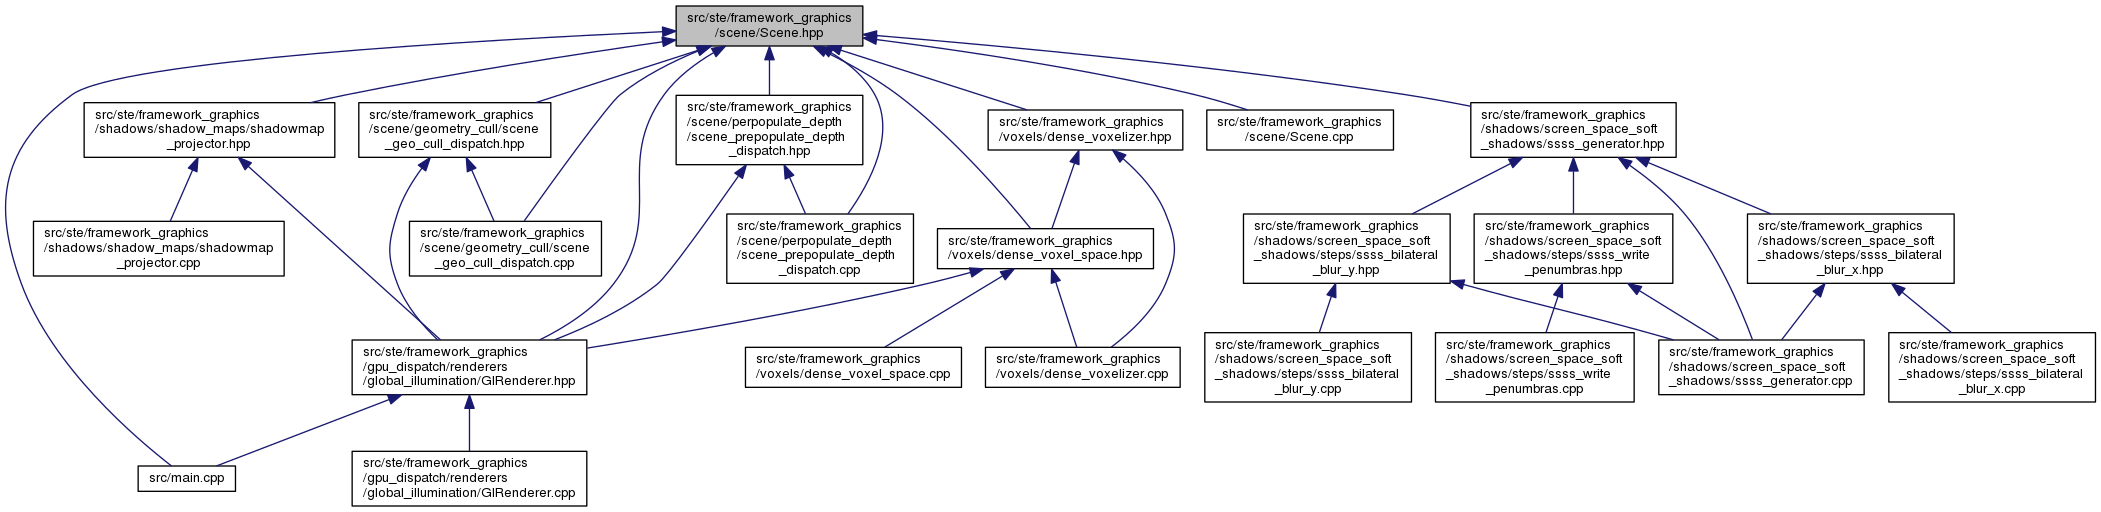 src/ste/framework_graphics
/scene/Scene.hpp
src/ste/framework_graphics
/shadows/shadow_maps/shadowmap
_projector.hpp
src/ste/framework_graphics
/scene/geometry_cull/scene
_geo_cull_dispatch.hpp
src/ste/framework_graphics
/scene/perpopulate_depth
/scene_prepopulate_depth
_dispatch.hpp
src/ste/framework_graphics
/voxels/dense_voxelizer.hpp
src/ste/framework_graphics
/scene/Scene.cpp
src/ste/framework_graphics
/shadows/screen_space_soft
_shadows/ssss_generator.hpp
src/ste/framework_graphics
/shadows/shadow_maps/shadowmap
_projector.cpp
src/ste/framework_graphics
/scene/geometry_cull/scene
_geo_cull_dispatch.cpp
src/ste/framework_graphics
/scene/perpopulate_depth
/scene_prepopulate_depth
_dispatch.cpp
src/ste/framework_graphics
/voxels/dense_voxel_space.hpp
src/ste/framework_graphics
/shadows/screen_space_soft
_shadows/steps/ssss_bilateral
_blur_y.hpp
src/ste/framework_graphics
/shadows/screen_space_soft
_shadows/steps/ssss_write
_penumbras.hpp
src/ste/framework_graphics
/shadows/screen_space_soft
_shadows/steps/ssss_bilateral
_blur_x.hpp
src/ste/framework_graphics
/gpu_dispatch/renderers
/global_illumination/GIRenderer.hpp
src/ste/framework_graphics
/voxels/dense_voxel_space.cpp
src/ste/framework_graphics
/voxels/dense_voxelizer.cpp
src/ste/framework_graphics
/shadows/screen_space_soft
_shadows/steps/ssss_bilateral
_blur_y.cpp
src/ste/framework_graphics
/shadows/screen_space_soft
_shadows/steps/ssss_write
_penumbras.cpp
src/ste/framework_graphics
/shadows/screen_space_soft
_shadows/ssss_generator.cpp
src/ste/framework_graphics
/shadows/screen_space_soft
_shadows/steps/ssss_bilateral
_blur_x.cpp
src/main.cpp
src/ste/framework_graphics
/gpu_dispatch/renderers
/global_illumination/GIRenderer.cpp